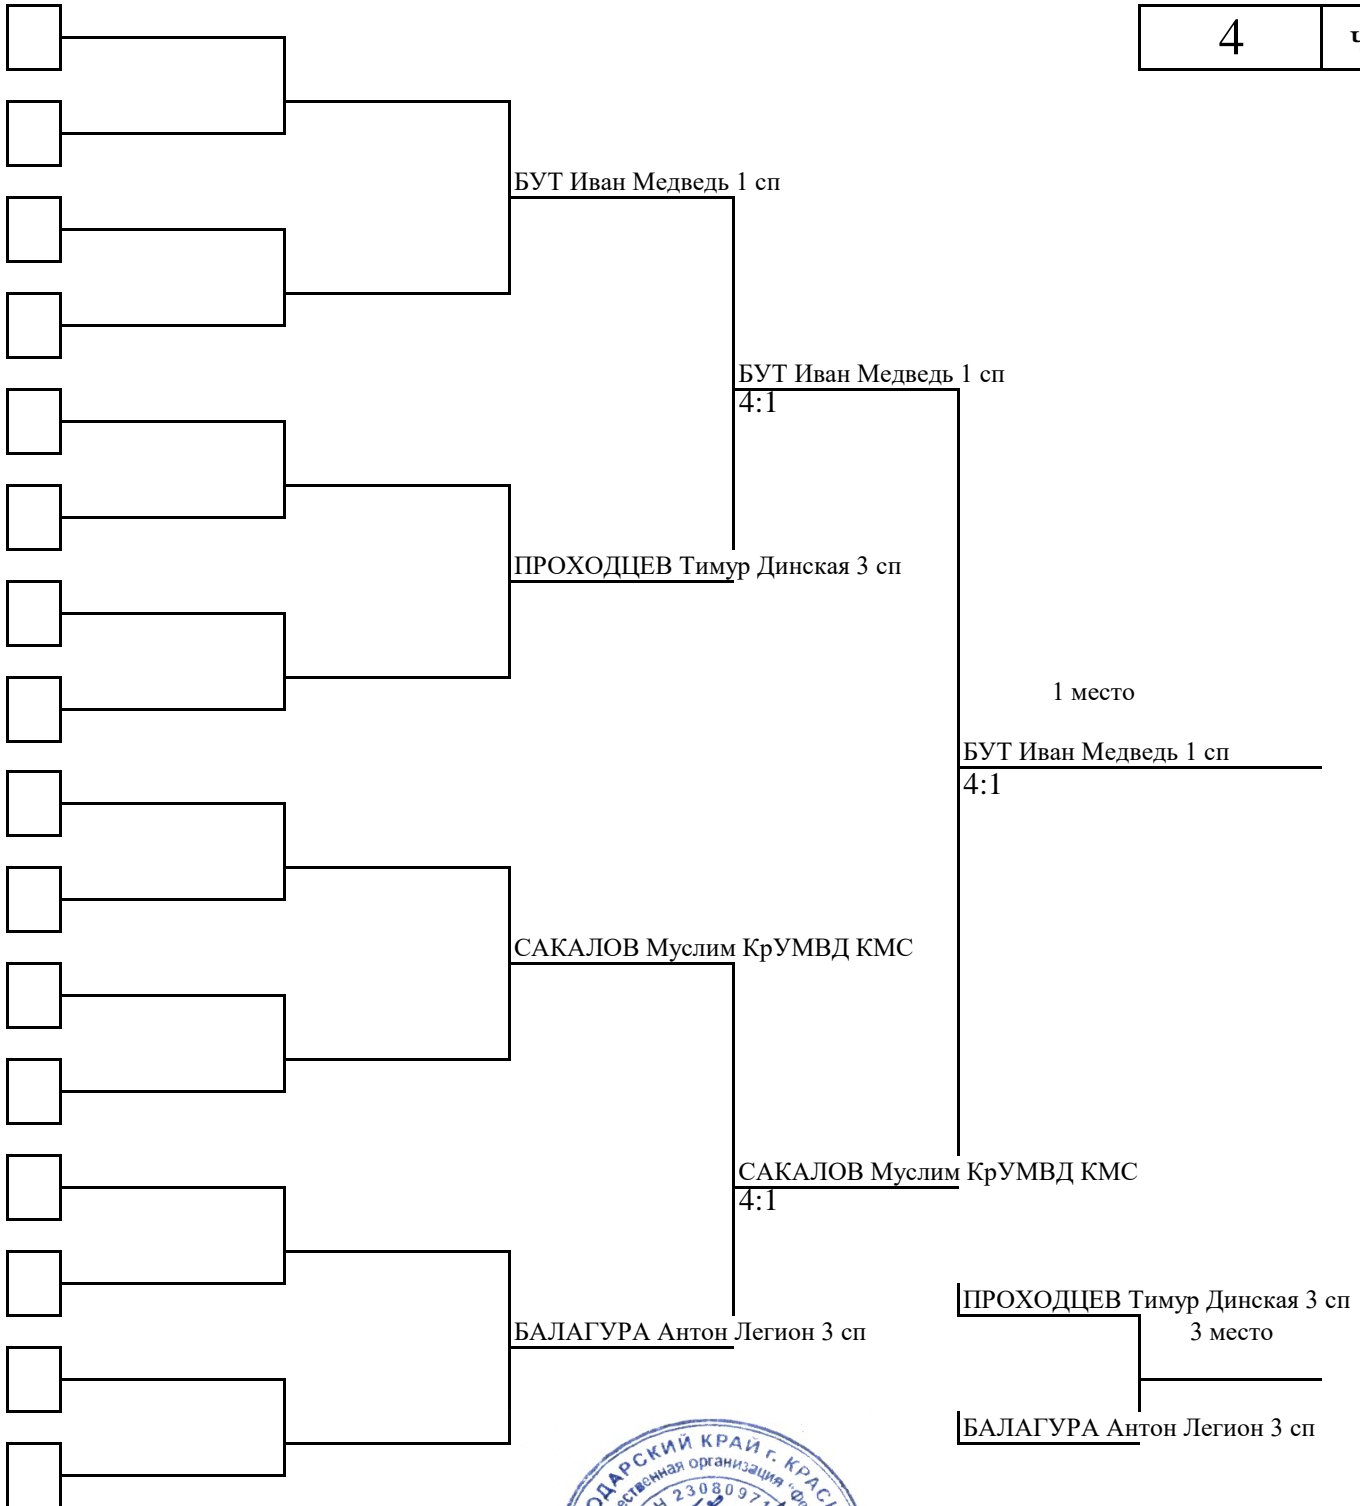 4
БУТ Иван Медведь 1 сп
БУТ Иван Медведь 1 сп
4:1
ПРОХОДЦЕВ Тимур Динская 3 сп
1 место
БУТ Иван Медведь 1 сп
4:1
САКАЛОВ Муслим КрУМВД КМС
САКАЛОВ Муслим КрУМВД КМС
4:1
ПРОХОДЦЕВ Тимур Динская 3 сп
БАЛАГУРА Антон Легион 3 сп
3 место
БАЛАГУРА Антон Легион 3 сп
КРАЙ г.
организация